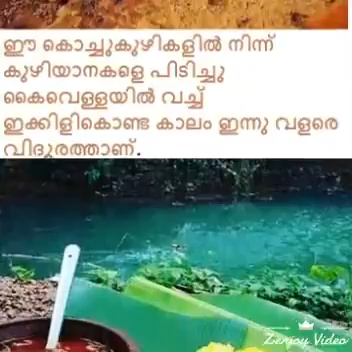 ഈ കൊച്ചുകുഴികളിൽ നിന്ന്
കുഴിയാനകളെ പിടിച്ചു
കൈവെള്ളയിൽ വച്ച്
ഇക്കിളികൊണ്ട കാലം ഇന്നു വളരെ
വിദൂരത്താണ്.
Zenjoy Video